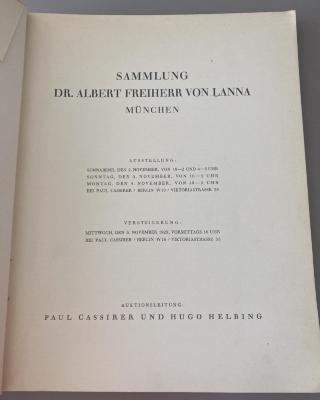 SAMMLUNG
DR. ALBERT FREIHERR VON LANNA
MÜNCHEN
AUSSTELLUNG:
SONNABEND, DEN 2. NOVEMBER, VON 10—2 UND 4—6 UHR
SONNTAG, DEN 3. NOVEMBER, VON 10—2 UHR
MONTAG, DEN 4. NOVEMBER, VON 10—2 UHR
BEI PAUL CASSIRER / BERLIN W 10 / VIKTORIASTRASSE 35
VERSTEIGERUNG:
MITTWOCH, DEN 6. NOVEMBER 1929, VORMITTAGS 10 UHR
BEI PAUL CASSIRER / BERLIN W 10 / VIKTORIASTRASSE 35
AUKTIONSLEITUNG:
PAUL CASSIRER UND HUGO HELBING